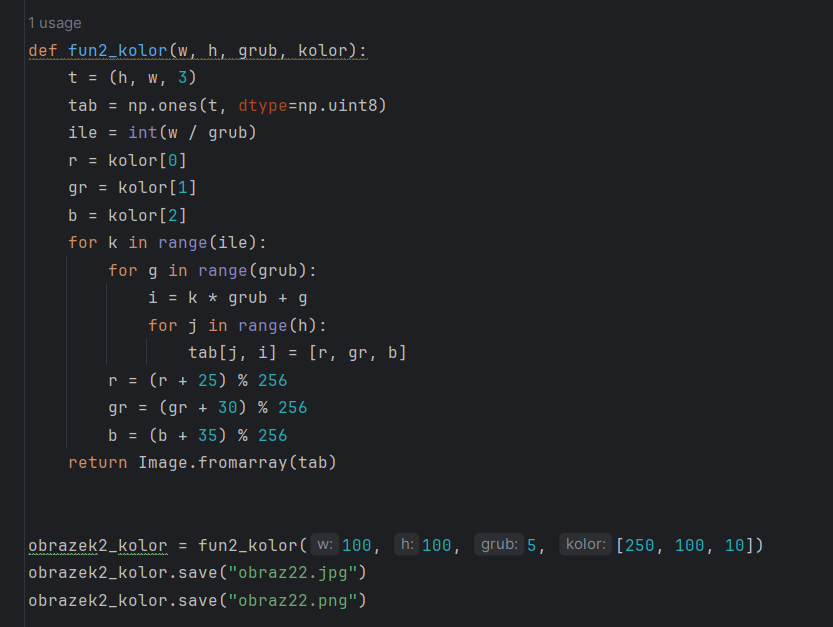 1 usage
def fun2_kolor(w, h, grub, kolor):
    t = (h, w, 3)
    tab = np.ones(t, dtype=np.uint8)
    ile = int(w / grub)
    r = kolor[0]
    gr = kolor[1]
    b = kolor[2]
    for k in range(ile):
        for g in range(grub):
            i = k * grub + g
            for j in range(h):
                tab[j, i] = [r, gr, b]
        r = (r + 25) % 256
        gr = (gr + 30) % 256
        b = (b + 35) % 256
    return Image.fromarray(tab)
obrazek2_kolor = fun2_kolor( w: 100, h: 100, grub: 5, kolor: [250, 100, 10])
obrazek2_kolor.save("obraz22.jpg")
obrazek2_kolor.save("obraz22.png")